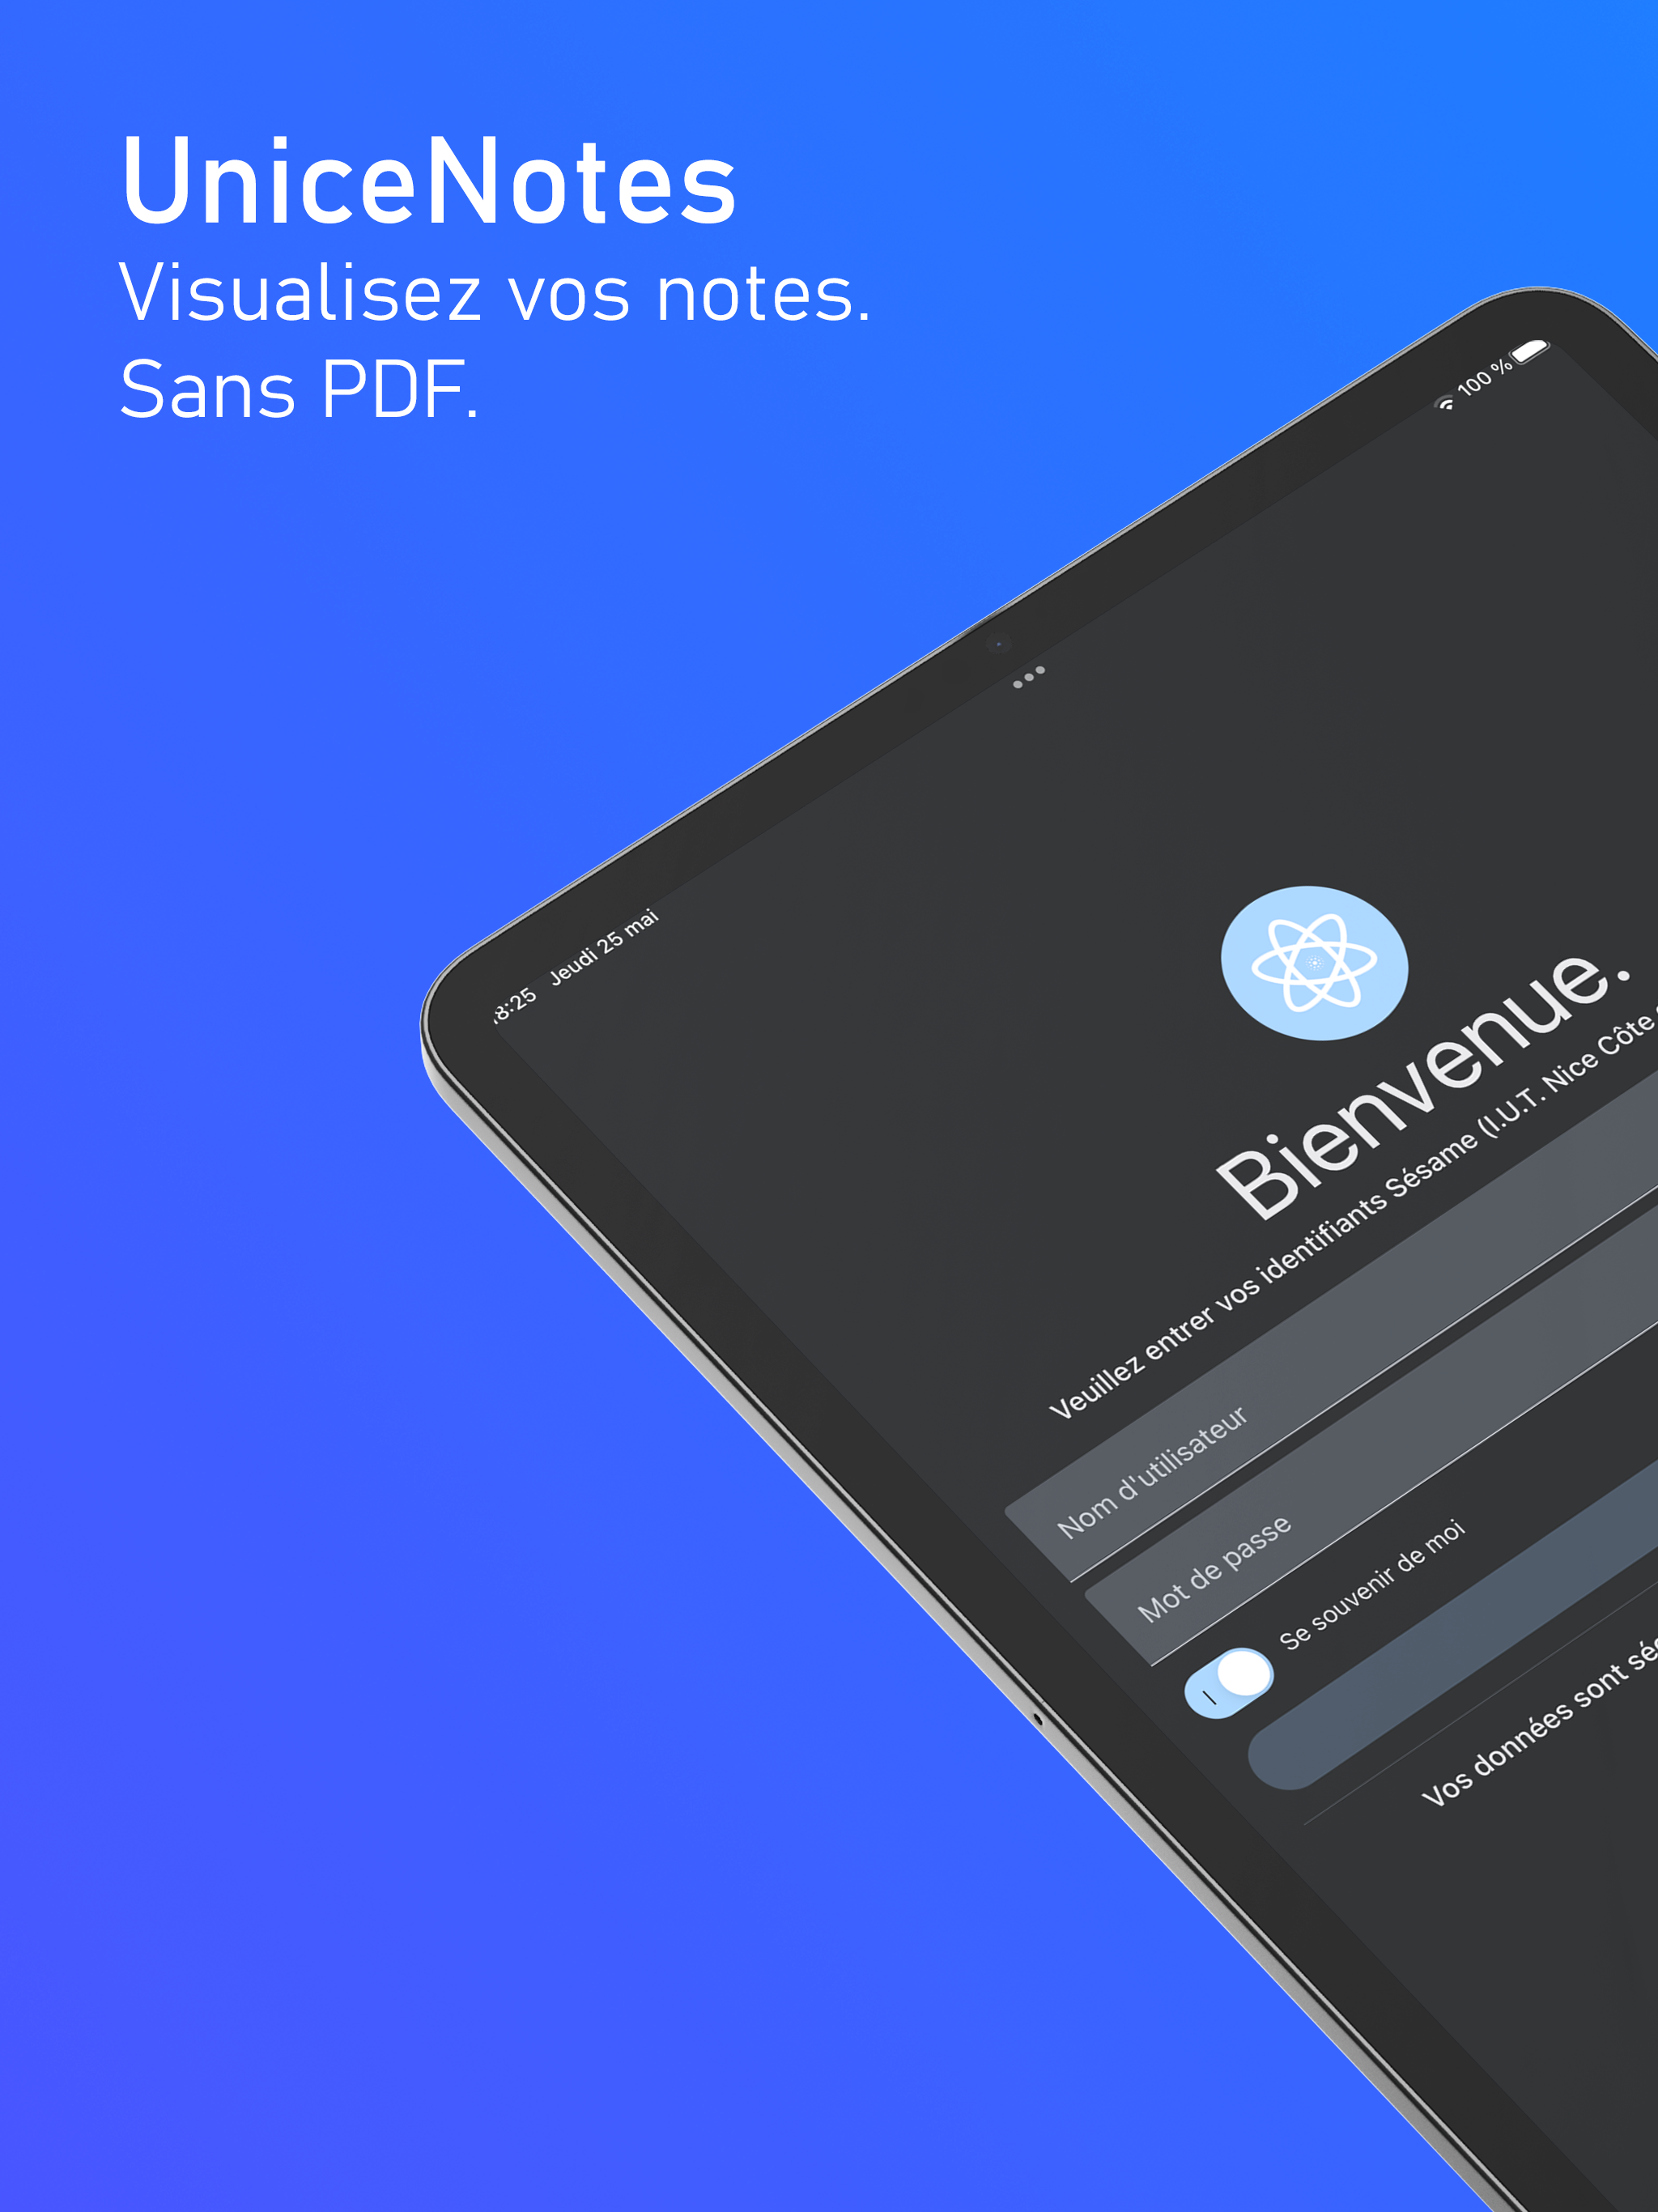 UniceNotes
Visualisez vos notes.
Sans PDF.
100 %
Jeudi 25 mai
Bienvenue.
Veuillez entrer vos identifiants Sésame (I.U.T. Nice Côte
Nom d'utilisateur
Mot de passe
Se souvenir de moi
Vos données sont